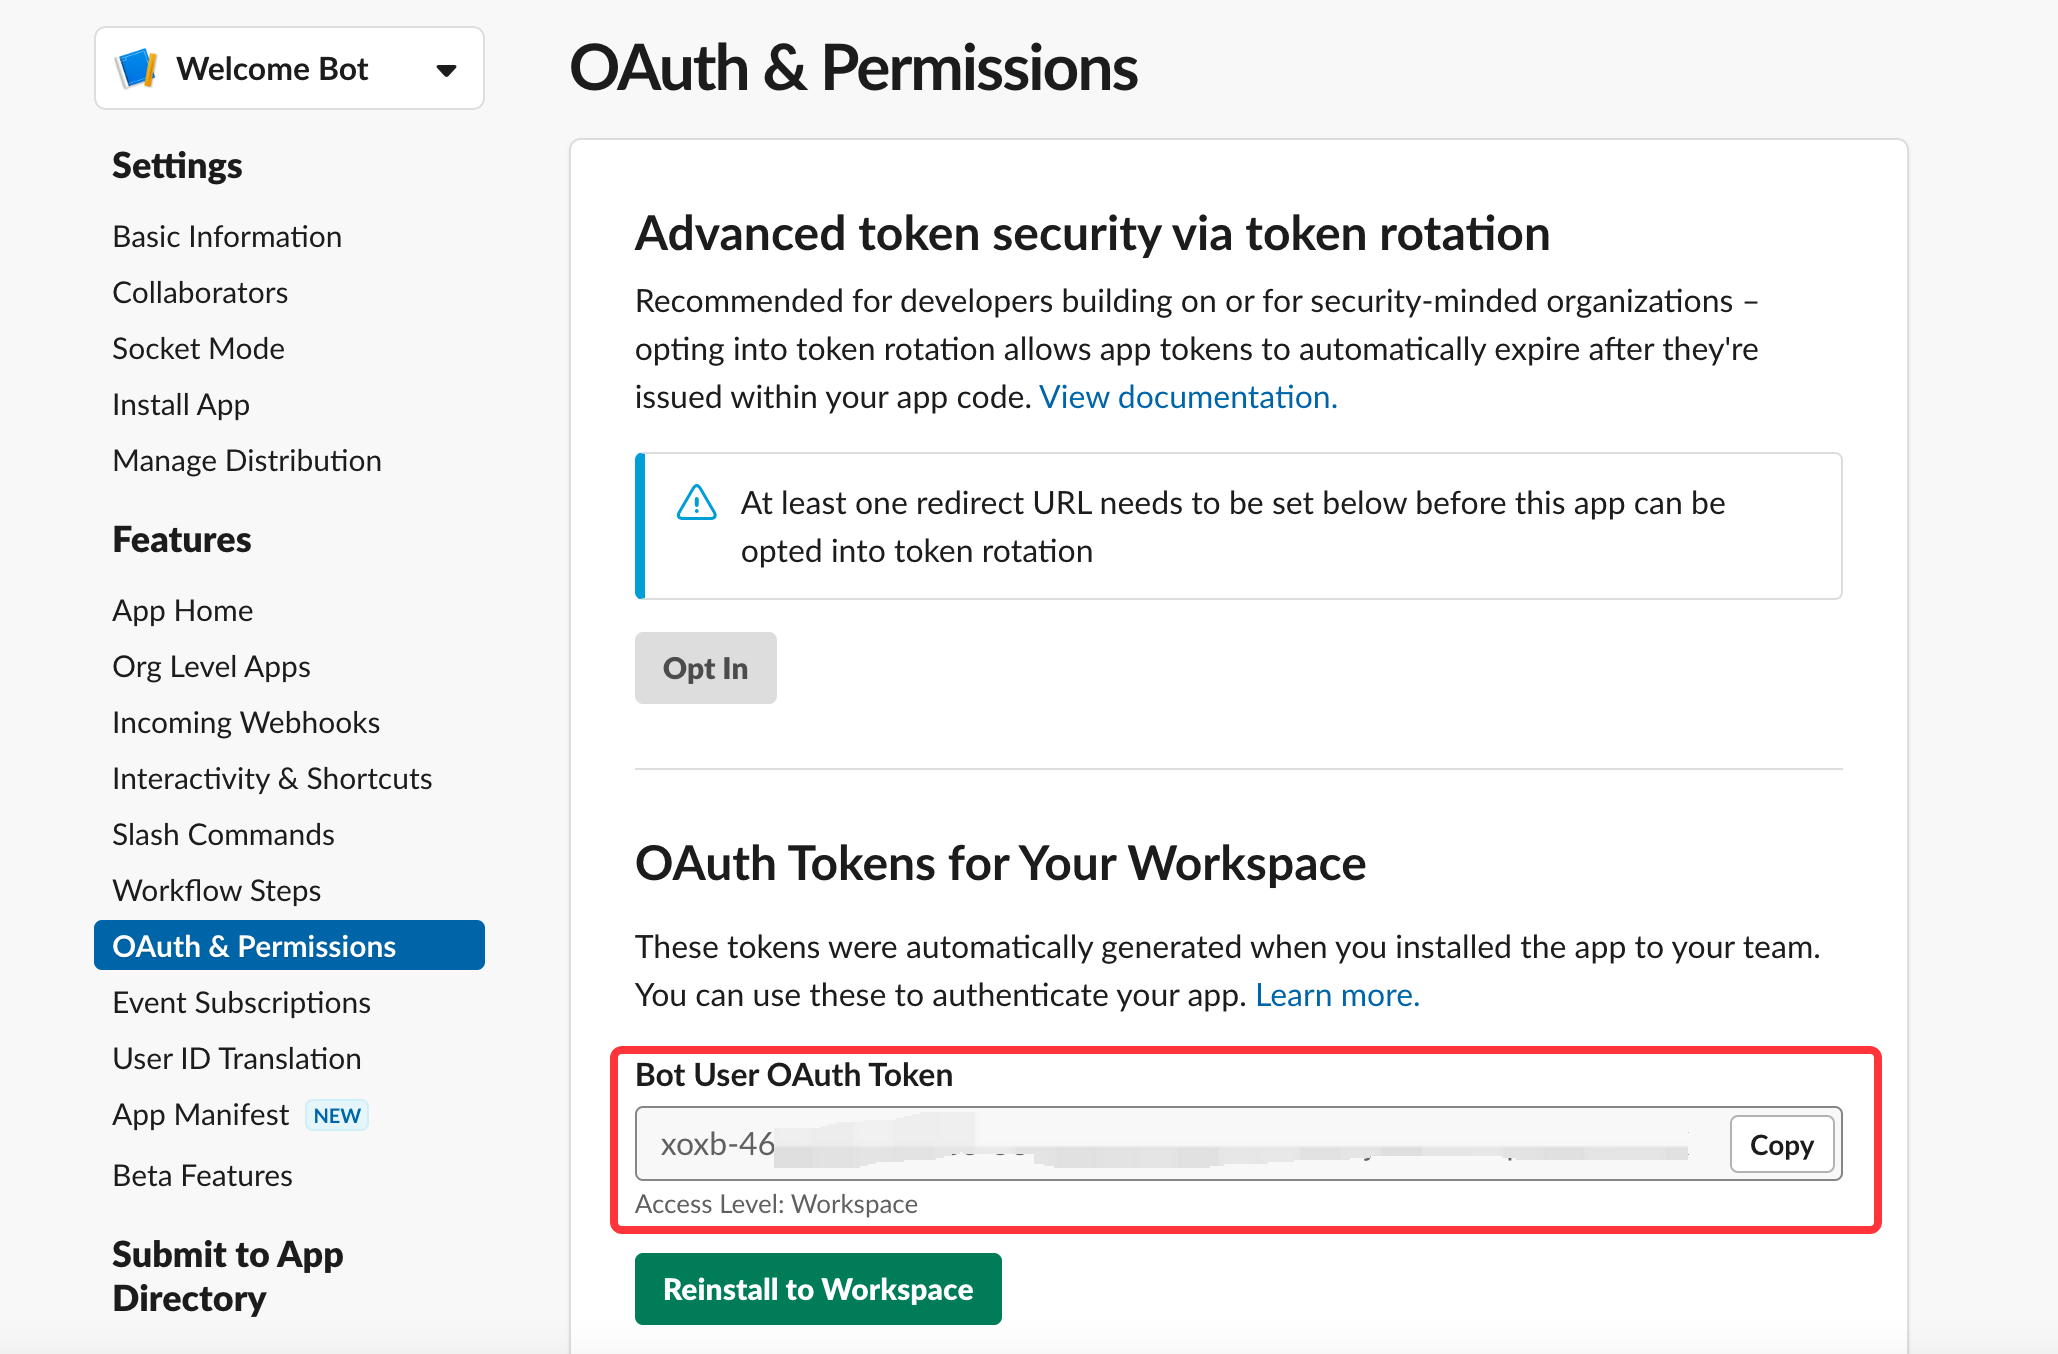 Welcome Bot
Settings
Basic Information
Collaborators
Socket Mode
Install App
Manage Distribution
Features
App Home
Org Level Apps
Incoming Webhooks
Interactivity & Shortcuts
Slash Commands
Workflow Steps
OAuth & Permissions
Event Subscriptions
User ID Translation
App Manifest NEW
Beta Features
Submit to App
Directory
OAuth & Permissions
Advanced token security via token rotation
Recommended for developers building on or for security-minded organizations –
opting into token rotation allows app tokens to automatically expire after they're
issued within your app code. View documentation.
At least one redirect URL needs to be set below before this app can be
opted into token rotation
Opt In
OAuth Tokens for Your Workspace
These tokens were automatically generated when you installed the app to your team.
You can use these to authenticate your app. Learn more.
Bot User OAuth Token
xoxb-46
Copy
Access Level: Workspace
Reinstall to Workspace